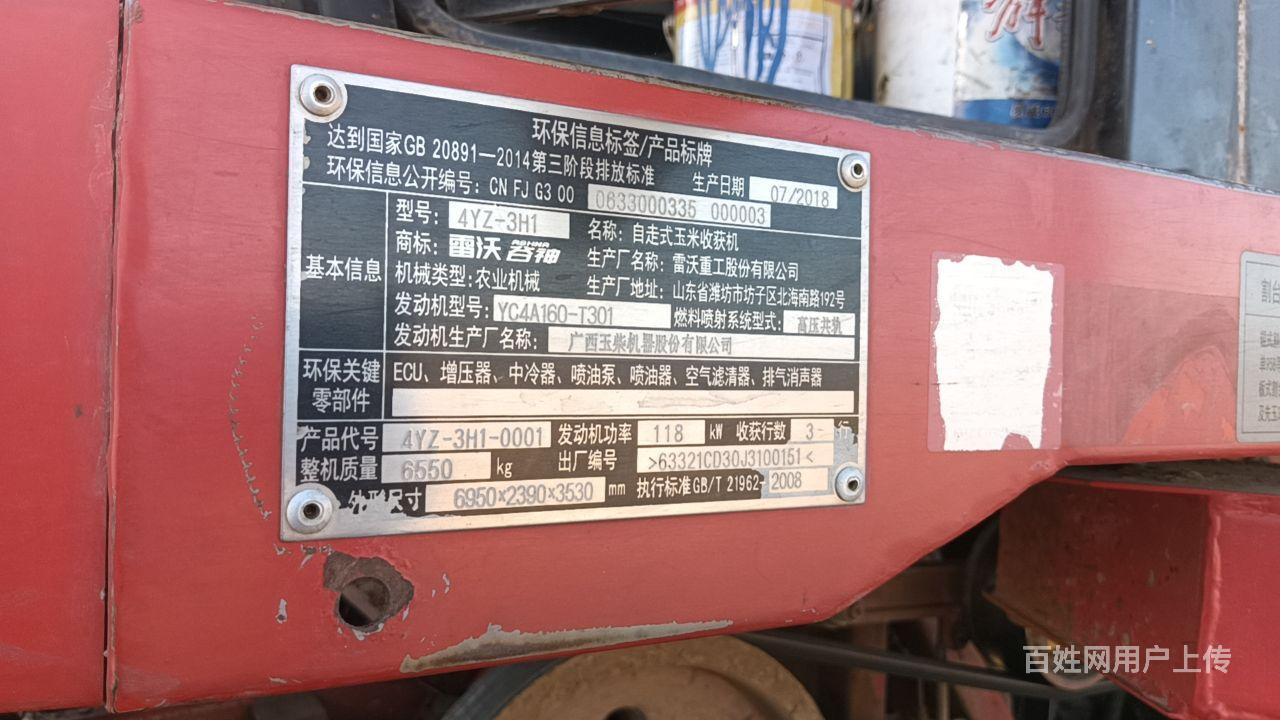 环保信息标签/产品标牌
达到国家GB 20891—2014第三阶段排放标准 生产日期 07/2018
环保信息公开编号：CN FJ G3 00 0633000335 000003
基本信息
型号：4YZ-3H1 名称：自走式玉米收获机
商标：雷沃 谷神 生产厂名称：雷沃重工股份有限公司
机械类型：农业机械 生产厂地址：山东省潍坊市坊子区北海南路192号
发动机型号：YC4A160-T301 燃料喷射系统型式：高压共轨
发动机生产厂名称：广西玉柴机器股份有限公司
环保关键零部件 ECU、增压器、中冷器、喷油泵、喷油器、空气滤清器、排气消声器
产品代号 4YZ-3H1-0001 发动机功率 118 kW 收获行数 3 行
整机质量 6550 kg 出厂编号 >63321CD30J3100151<
外形尺寸 6950×2390×3530 mm 执行标准GB/T 21962-2008
割台
百姓网用户上传